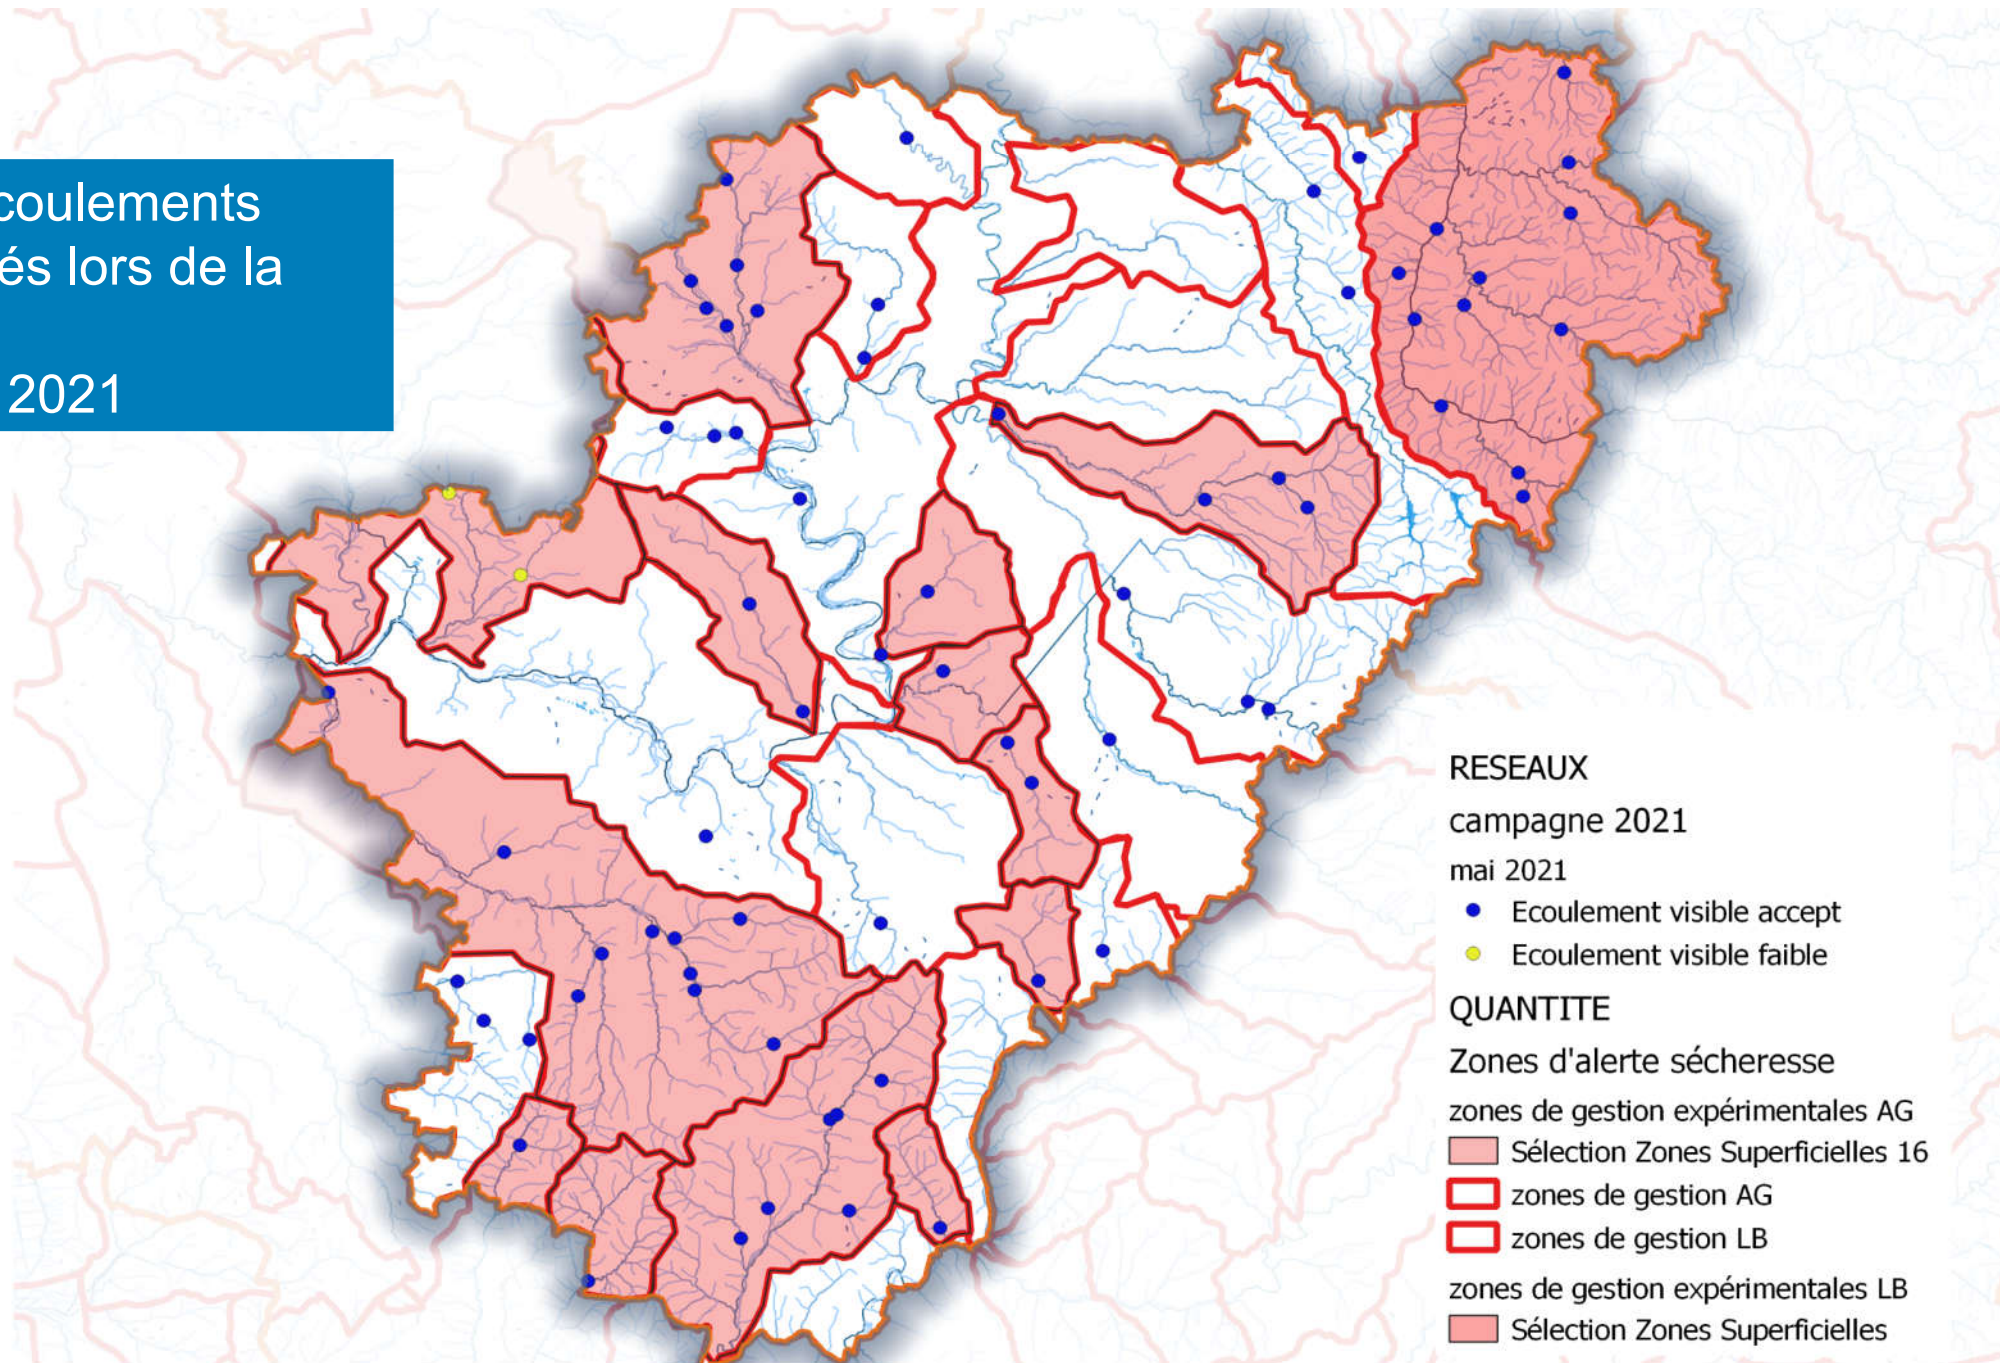 coulements
és lors de la
2021
RESEAUX
campagne 2021
mai 2021
Ecoulement visible accept
Ecoulement visible faible
QUANTITE
Zones d'alerte sécheresse
zones de gestion expérimentales AG
Sélection Zones Superficielles 16
zones de gestion AG
zones de gestion LB
zones de gestion expérimentales LB
Sélection Zones Superficielles